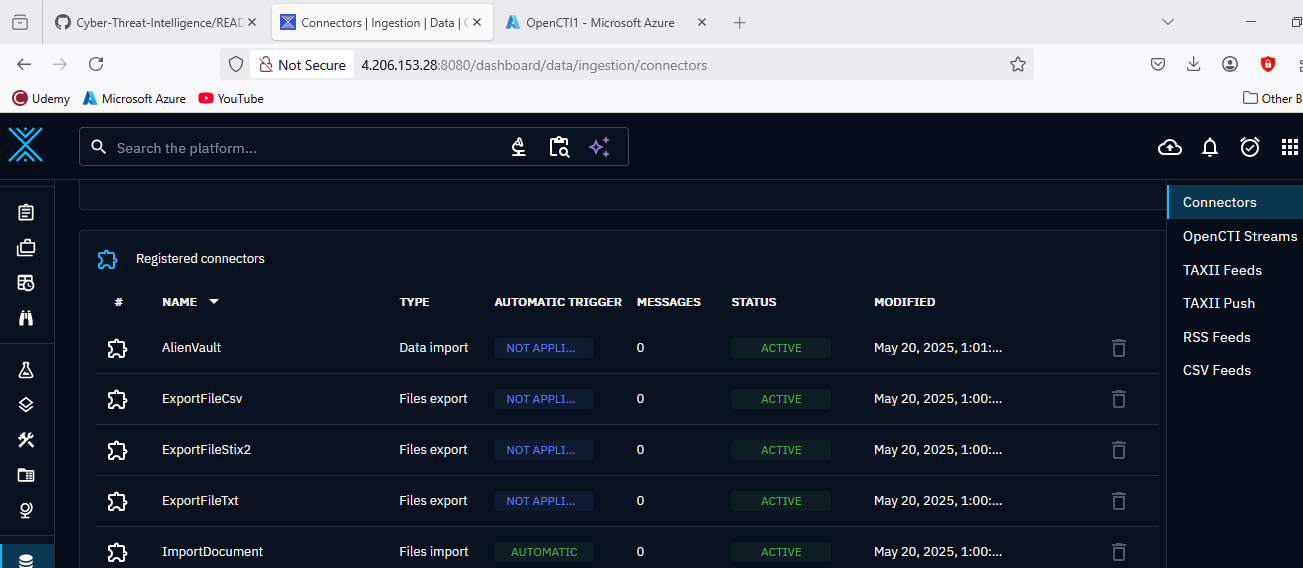 Cyber-Threat-Intelligence/READ
Connectors | Ingestion | Data |
OpenCTI1 - Microsoft Azure
Not Secure
4.206.153.28:8080/dashboard/data/ingestion/connectors
Udemy
Microsoft Azure
YouTube
Other B
Search the platform...
Connectors
OpenCTI Streams
TAXII Feeds
TAXII Push
RSS Feeds
CSV Feeds
Registered connectors
# NAME TYPE AUTOMATIC TRIGGER MESSAGES STATUS MODIFIED
AlienVault Data import NOT APPLI... 0 ACTIVE May 20, 2025, 1:01:...
ExportFileCsv Files export NOT APPLI... 0 ACTIVE May 20, 2025, 1:00:...
ExportFileStix2 Files export NOT APPLI... 0 ACTIVE May 20, 2025, 1:00:...
ExportFileTxt Files export NOT APPLI... 0 ACTIVE May 20, 2025, 1:00:...
ImportDocument Files import AUTOMATIC 0 ACTIVE May 20, 2025, 1:00:...